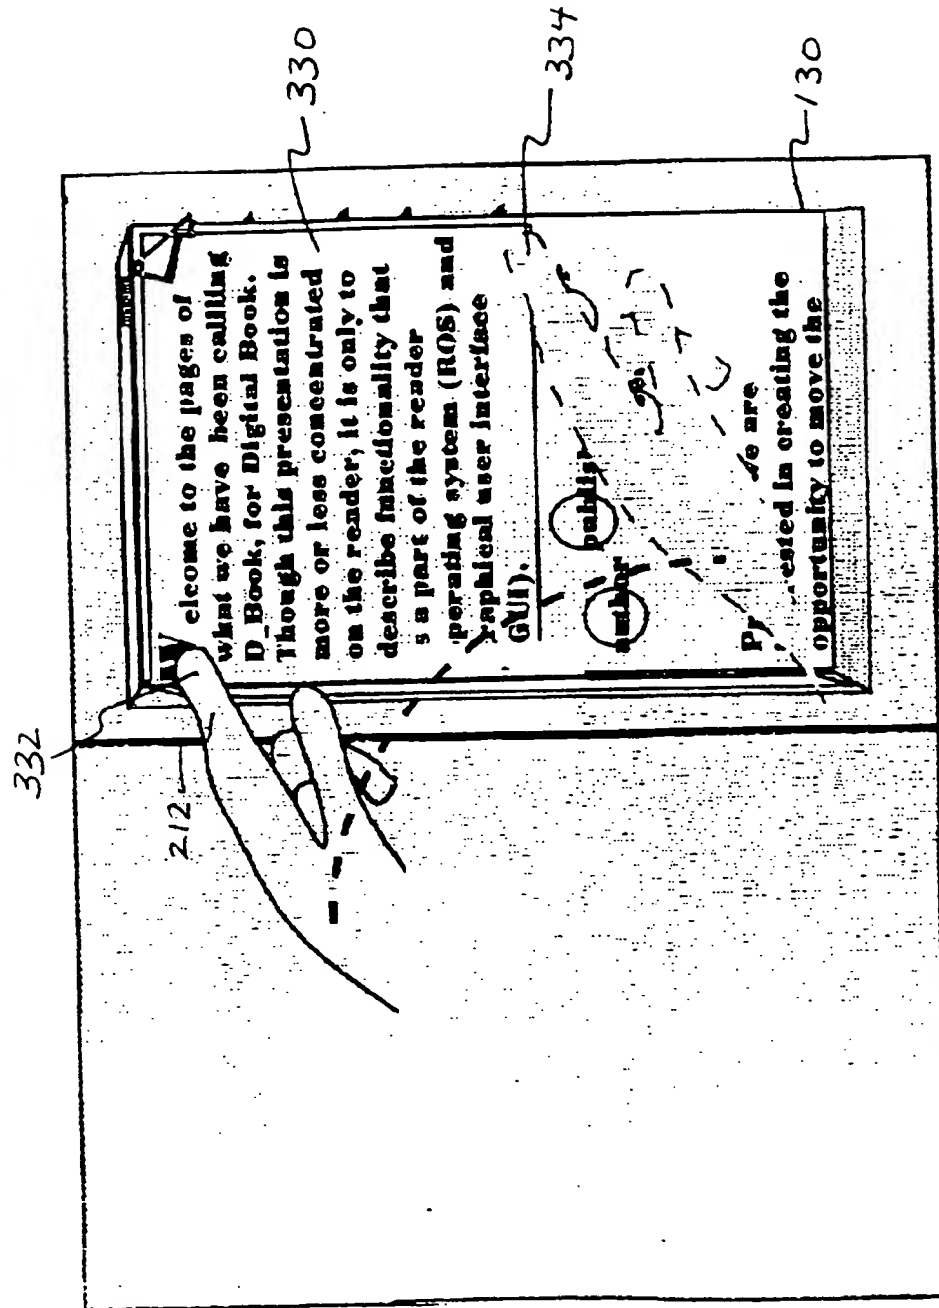 330
334
130
332
212
elcome to the pages of
what we have been calling
D_Book, for Digital Book.
Though this presentation is
more or less concentrated
on the reader, it is only to
describe functionality that
s a part of the reader
perating system (ROS) and
raphical user interface
GUI).
author publis
Pr we are
ested in creating the
opportunity to move the